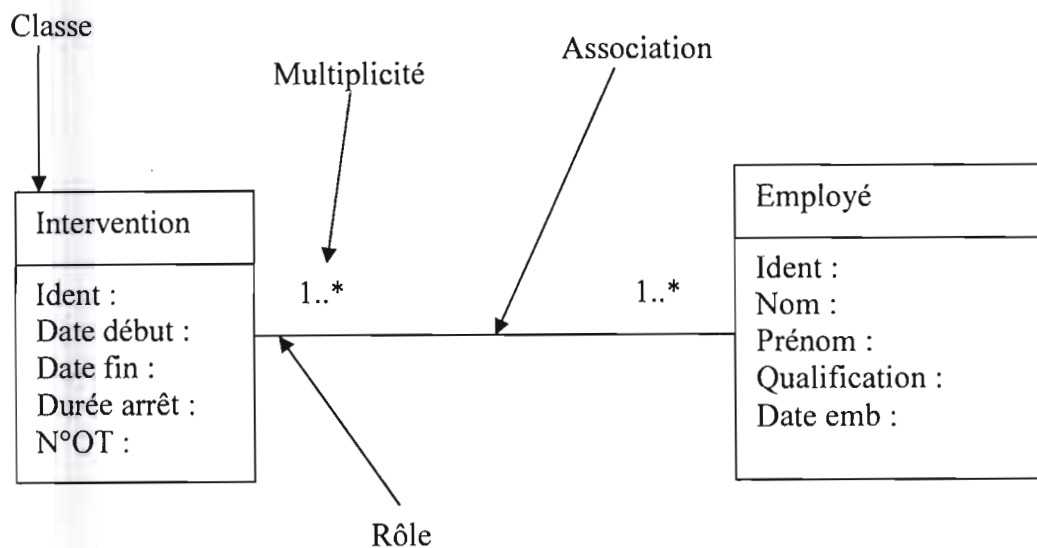 Classe
Association
Multiplicité
Intervention
Ident :
Date début :
Date fin :
Durée arrêt :
N°OT :
1..*
1..*
Employé
Ident :
Nom :
Prénom :
Qualification :
Date emb :
Rôle